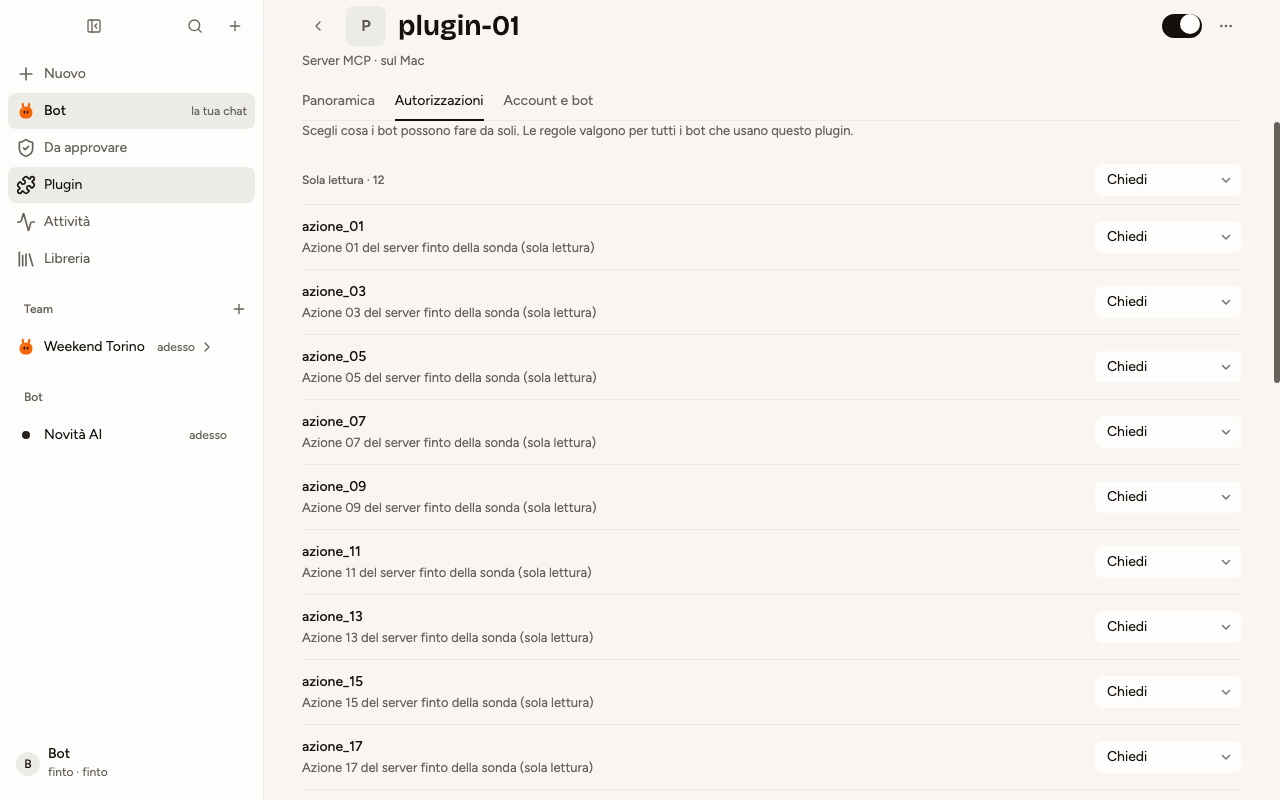 P
plugin-01
Server MCP · sul Mac
Nuovo
Bot
la tua chat
Da approvare
Plugin
Attività
Libreria
Team
Weekend Torino
adesso
Bot
Novità AI
adesso
B
Bot
finto · finto
Panoramica
Autorizzazioni
Account e bot
Scegli cosa i bot possono fare da soli. Le regole valgono per tutti i bot che usano questo plugin.
Sola lettura · 12
Chiedi
azione_01
Azione 01 del server finto della sonda (sola lettura)
Chiedi
azione_03
Azione 03 del server finto della sonda (sola lettura)
Chiedi
azione_05
Azione 05 del server finto della sonda (sola lettura)
Chiedi
azione_07
Azione 07 del server finto della sonda (sola lettura)
Chiedi
azione_09
Azione 09 del server finto della sonda (sola lettura)
Chiedi
azione_11
Azione 11 del server finto della sonda (sola lettura)
Chiedi
azione_13
Azione 13 del server finto della sonda (sola lettura)
Chiedi
azione_15
Azione 15 del server finto della sonda (sola lettura)
Chiedi
azione_17
Azione 17 del server finto della sonda (sola lettura)
Chiedi